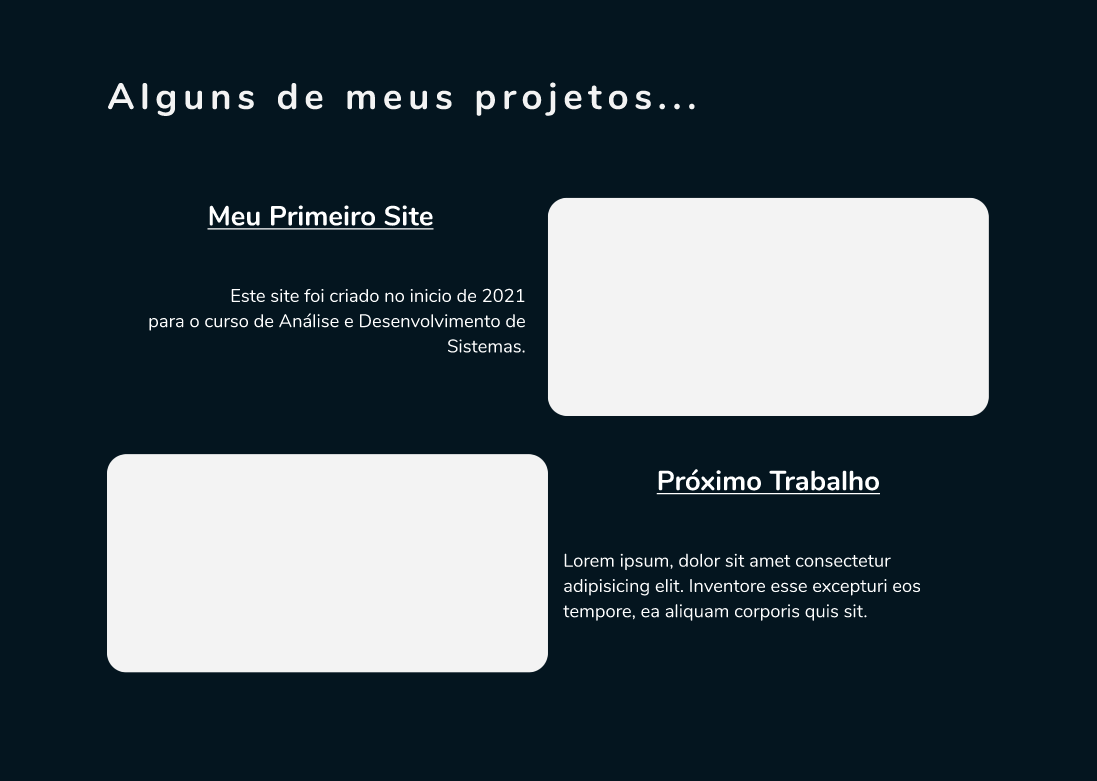 Alguns de meus projetos...
Meu Primeiro Site
Este site foi criado no inicio de 2021
para o curso de Análise e Desenvolvimento de
Sistemas.
Próximo Trabalho
Lorem ipsum, dolor sit amet consectetur
adipisicing elit. Inventore esse excepturi eos
tempore, ea aliquam corporis quis sit.